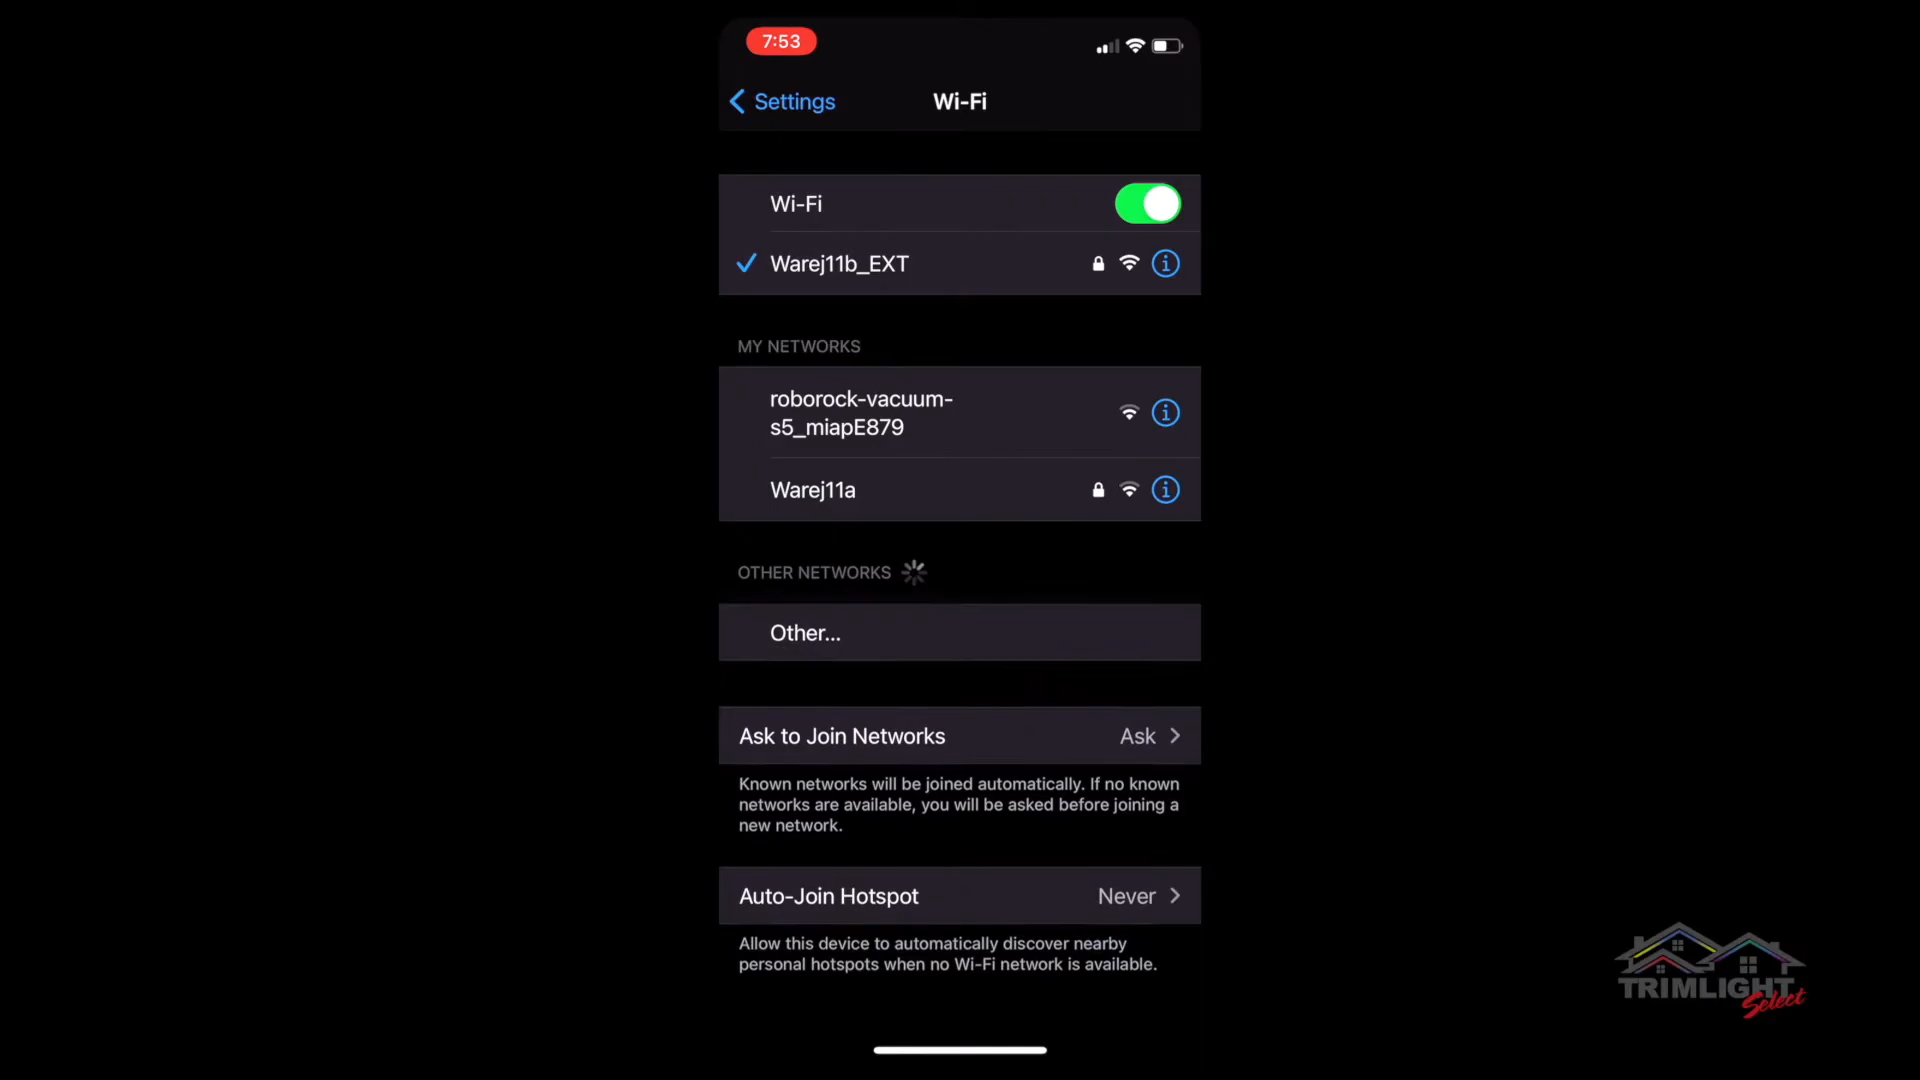 7:53
Settings
Wi-Fi
Wi-Fi
Warej11b_EXT
MY NETWORKS
roborock-vacuum-
s5_miapE879
Warej11a
OTHER NETWORKS
Other...
Ask to Join Networks Ask
Known networks will be joined automatically. If no known
networks are available, you will be asked before joining a
new network.
Auto-Join Hotspot Never
Allow this device to automatically discover nearby
personal hotspots when no Wi-Fi network is available.
TRIMLIGHT
Select